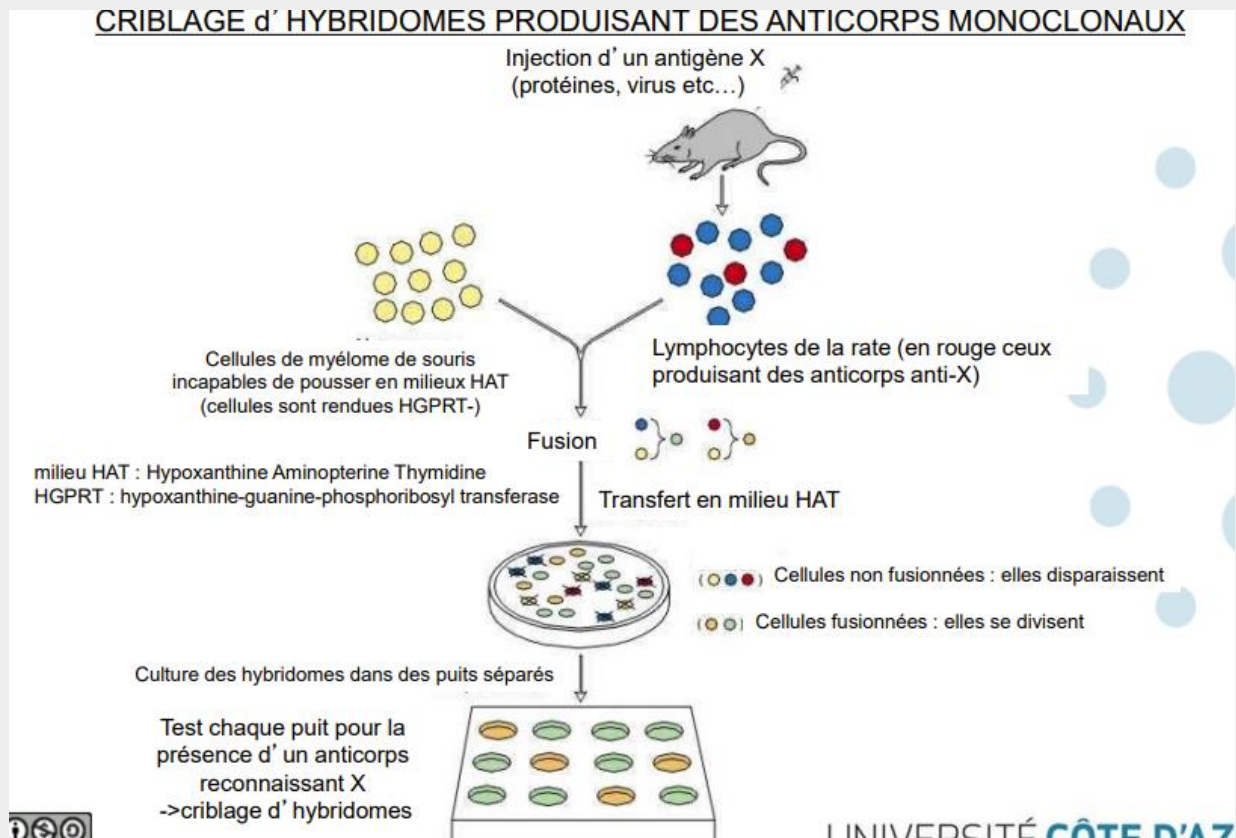 CRIBLAGE d’ HYBRIDOMES PRODUISANT DES ANTICORPS MONOCLONAUX
Injection d’ un antigène X
(protéines, virus etc…)
Cellules de myélome de souris
incapables de pousser en milieux HAT
(cellules sont rendues HGPRT-)
Lymphocytes de la rate (en rouge ceux
produisant des anticorps anti-X)
Fusion
milieu HAT : Hypoxanthine Aminopterine Thymidine
HGPRT : hypoxanthine-guanine-phosphoribosyl transferase
Transfert en milieu HAT
Cellules non fusionnées : elles disparaissent
Cellules fusionnées : elles se divisent
Culture des hybridomes dans des puits séparés
Test chaque puit pour la
présence d’ un anticorps
reconnaissant X
->criblage d’ hybridomes
UNIVERSITÉ CÔTE D'AZ